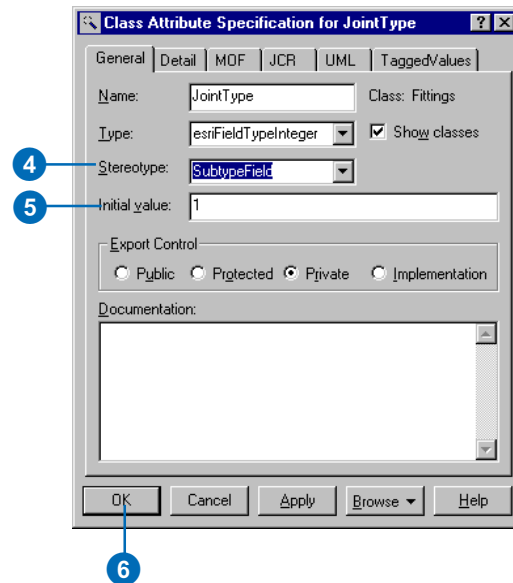 Class Attribute Specification for JointType
General Detail MOF JCR UML TaggedValues
Name: JointType Class: Fittings
Type: esriFieldTypeInteger Show classes
4 Stereotype: SubtypeField
5 Initial value: 1
Export Control
Public Protected Private Implementation
Documentation:
OK Cancel Apply Browse Help
6